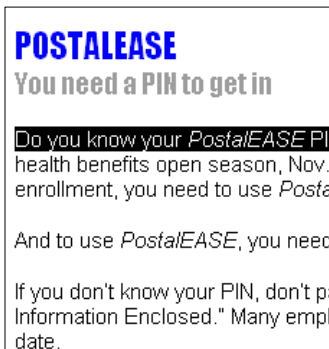 POSTALEASE
You need a PIN to get in
Do you know your PostalEASE
health benefits open season, Nov.
enrollment, you need to use
And to use PostalEASE, you need
If you don't know your PIN, don't
Information Enclosed." Many
date.